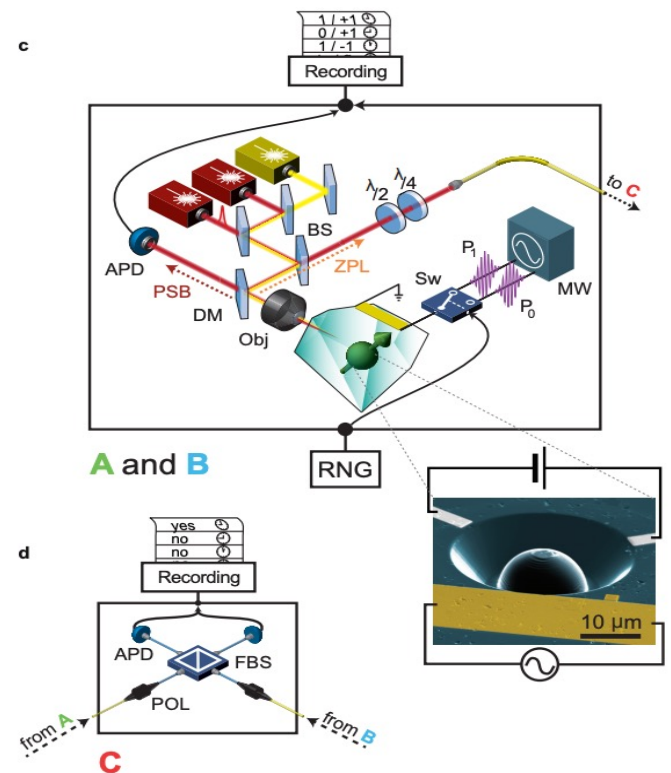 c
1 / +1
0 / +1
1 / -1
Recording
λ/2
λ/4
to C
BS
APD
ZPL
P1
Sw
MW
PSB
DM
P0
Obj
A and B
RNG
10 µm
d
yes
no
no
Recording
APD
FBS
POL
from A
from B
C